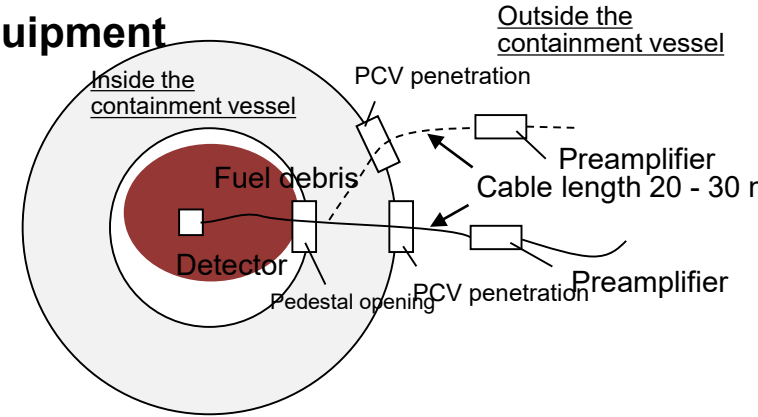 uipment
Outside the
containment vessel
Inside the
containment vessel
PCV penetration
Preamplifier
Fuel debris
Cable length 20 - 30
Detector
Pedestal opening
PCV penetration
Preamplifier